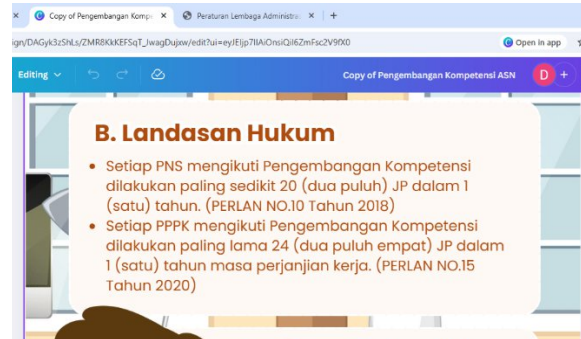 Copy of Pengembangan Kompe
Peraturan Lembaga Administra
ign/DAGyk3zShLs/ZMR8KkKEFSqT_JwagDujxw/edit?ui=eyJEIjp7IlAiOnsiQiI6ZmFsc2V9fX0
Open in app
Editing
Copy of Pengembangan Kompetensi ASN
D
B. Landasan Hukum
• Setiap PNS mengikuti Pengembangan Kompetensi
dilakukan paling sedikit 20 (dua puluh) JP dalam 1
(satu) tahun. (PERLAN NO.10 Tahun 2018)
• Setiap PPPK mengikuti Pengembangan Kompetensi
dilakukan paling lama 24 (dua puluh empat) JP dalam
1 (satu) tahun masa perjanjian kerja. (PERLAN NO.15
Tahun 2020)